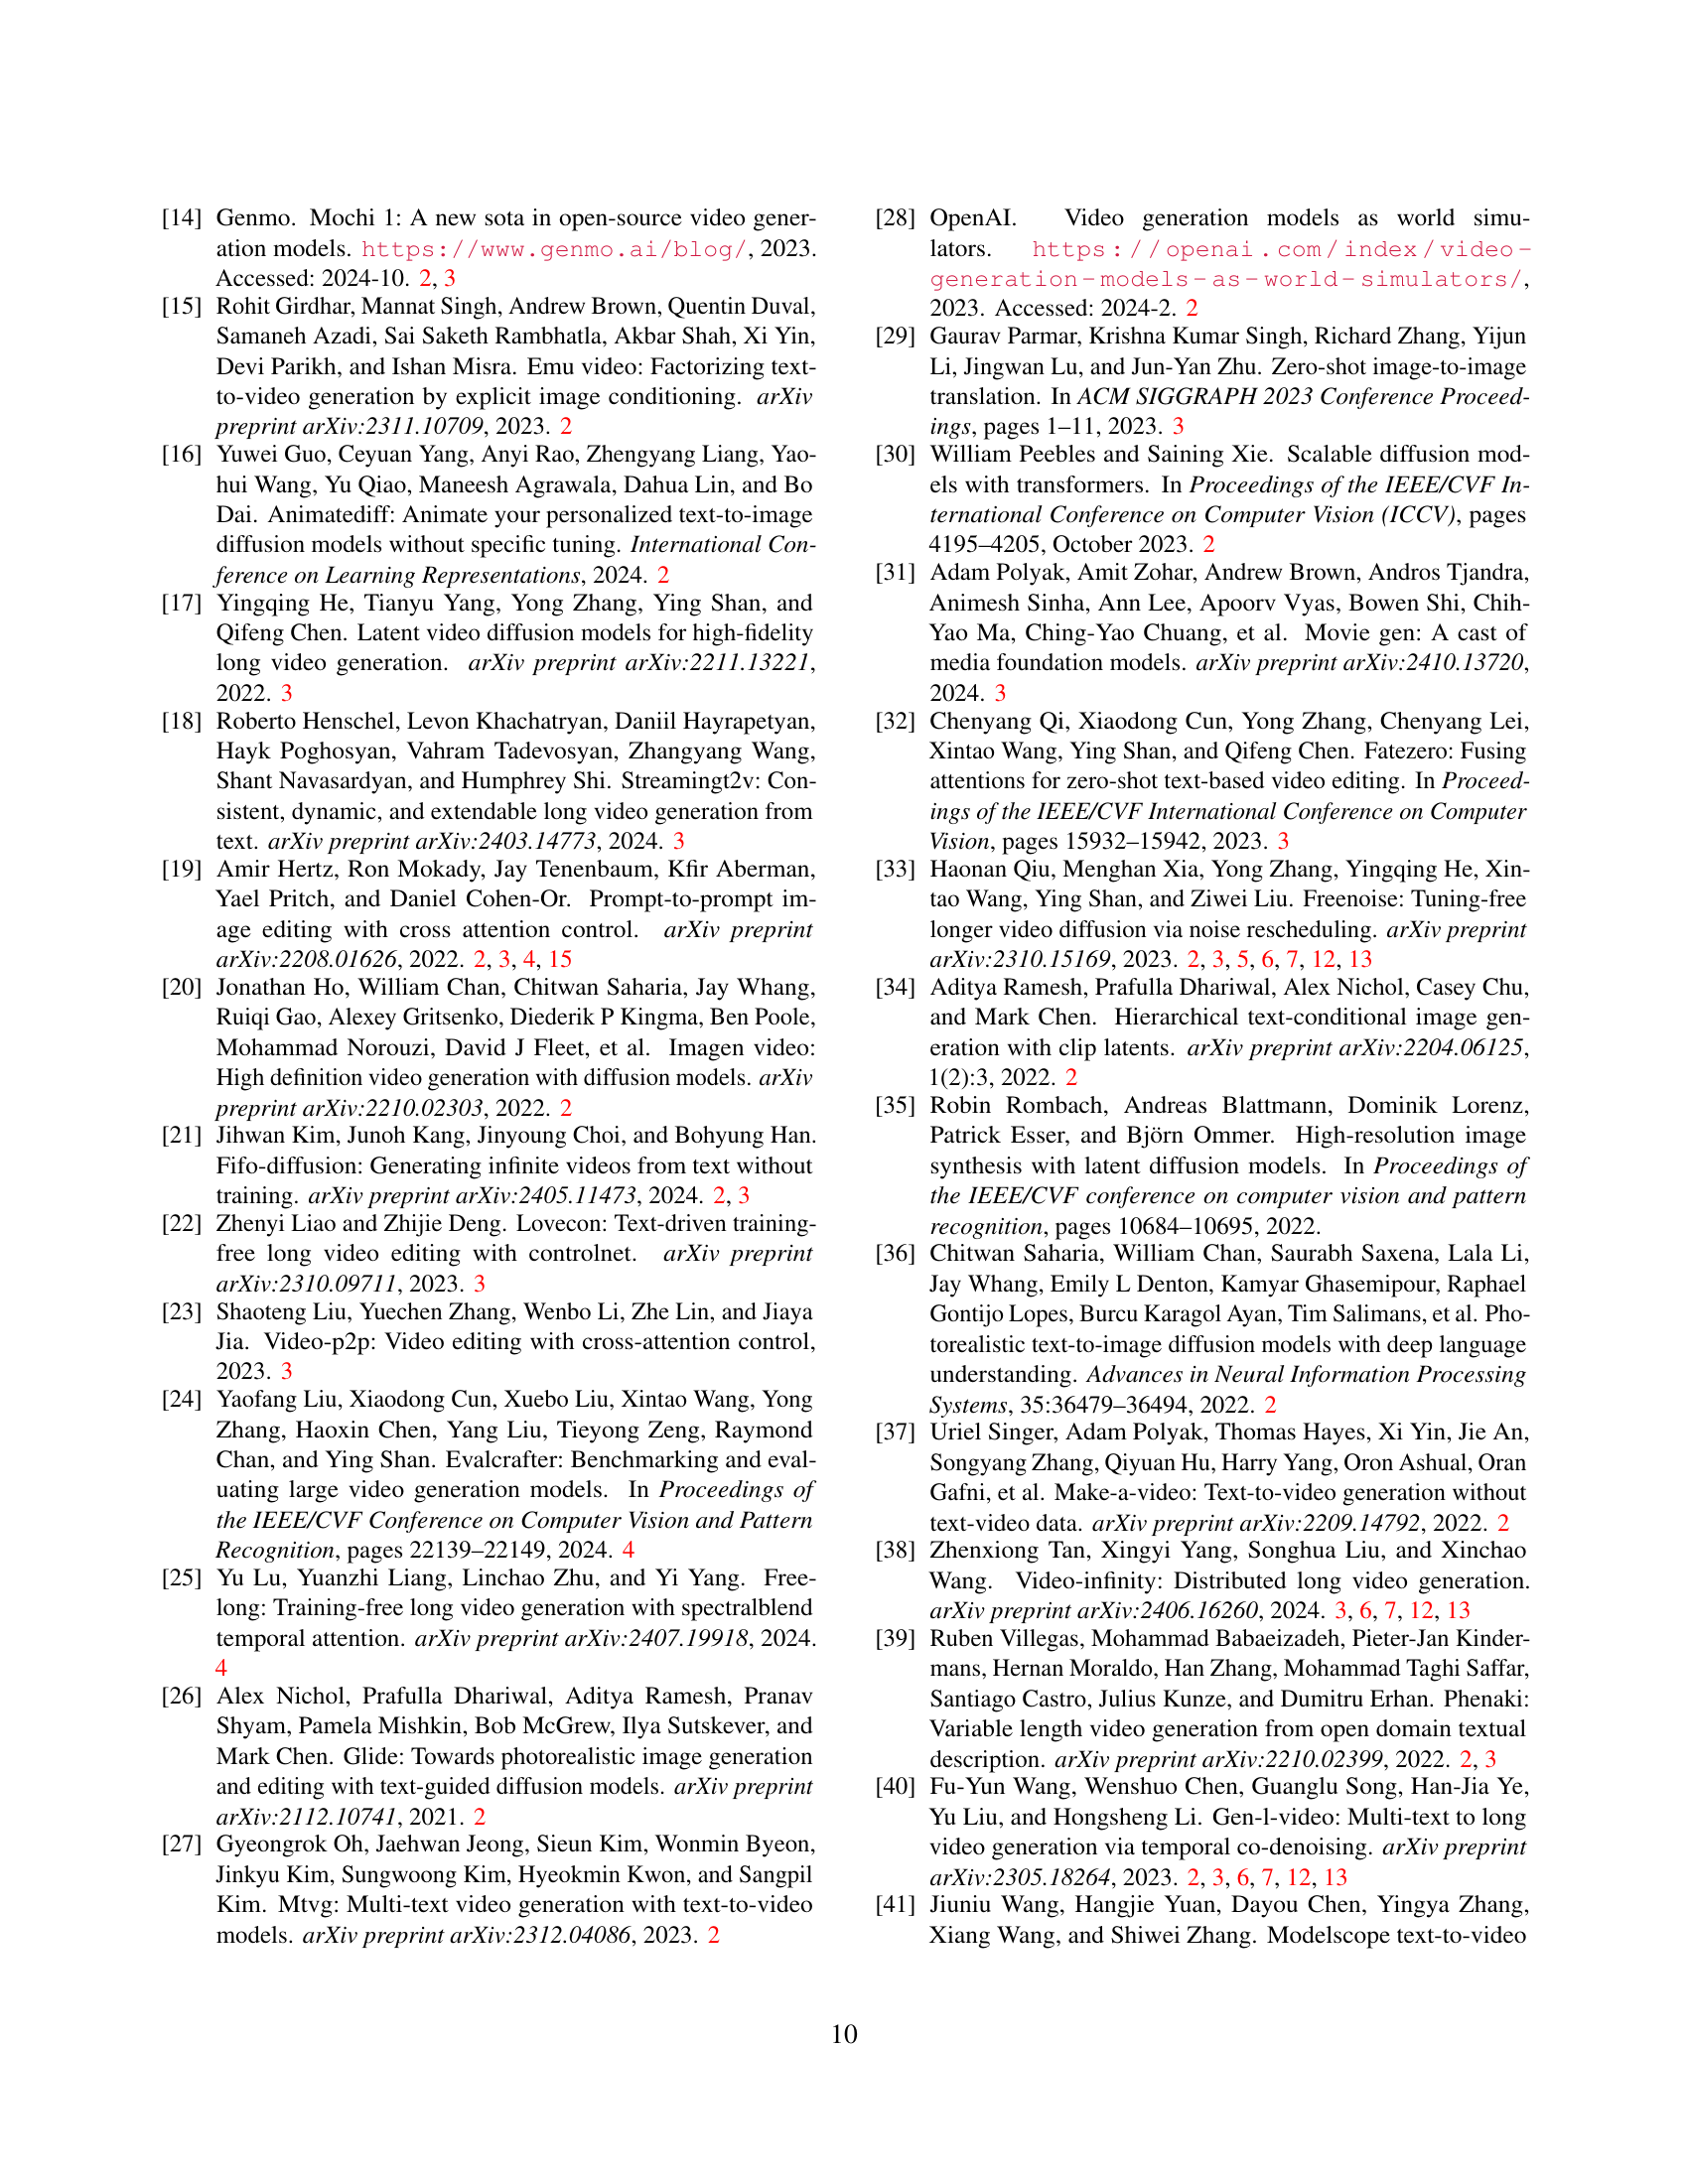 [14] Genmo. Mochi 1: A new sota in open-source video gener-
ation models. https://www.genmo.ai/blog/, 2023.
Accessed: 2024-10. 2, 3
[15] Rohit Girdhar, Mannat Singh, Andrew Brown, Quentin Duval,
Samaneh Azadi, Sai Saketh Rambhatla, Akbar Shah, Xi Yin,
Devi Parikh, and Ishan Misra. Emu video: Factorizing text-
to-video generation by explicit image conditioning. arXiv
preprint arXiv:2311.10709, 2023. 2
[16] Yuwei Guo, Ceyuan Yang, Anyi Rao, Zhengyang Liang, Yao-
hui Wang, Yu Qiao, Maneesh Agrawala, Dahua Lin, and Bo
Dai. Animatediff: Animate your personalized text-to-image
diffusion models without specific tuning. International Con-
ference on Learning Representations, 2024. 2
[17] Yingqing He, Tianyu Yang, Yong Zhang, Ying Shan, and
Qifeng Chen. Latent video diffusion models for high-fidelity
long video generation. arXiv preprint arXiv:2211.13221,
2022. 3
[18] Roberto Henschel, Levon Khachatryan, Daniil Hayrapetyan,
Hayk Poghosyan, Vahram Tadevosyan, Zhangyang Wang,
Shant Navasardyan, and Humphrey Shi. Streamingt2v: Con-
sistent, dynamic, and extendable long video generation from
text. arXiv preprint arXiv:2403.14773, 2024. 3
[19] Amir Hertz, Ron Mokady, Jay Tenenbaum, Kfir Aberman,
Yael Pritch, and Daniel Cohen-Or. Prompt-to-prompt im-
age editing with cross attention control. arXiv preprint
arXiv:2208.01626, 2022. 2, 3, 4, 15
[20] Jonathan Ho, William Chan, Chitwan Saharia, Jay Whang,
Ruiqi Gao, Alexey Gritsenko, Diederik P Kingma, Ben Poole,
Mohammad Norouzi, David J Fleet, et al. Imagen video:
High definition video generation with diffusion models. arXiv
preprint arXiv:2210.02303, 2022. 2
[21] Jihwan Kim, Junoh Kang, Jinyoung Choi, and Bohyung Han.
Fifo-diffusion: Generating infinite videos from text without
training. arXiv preprint arXiv:2405.11473, 2024. 2, 3
[22] Zhenyi Liao and Zhijie Deng. Lovecon: Text-driven training-
free long video editing with controlnet. arXiv preprint
arXiv:2310.09711, 2023. 3
[23] Shaoteng Liu, Yuechen Zhang, Wenbo Li, Zhe Lin, and Jiaya
Jia. Video-p2p: Video editing with cross-attention control,
2023. 3
[24] Yaofang Liu, Xiaodong Cun, Xuebo Liu, Xintao Wang, Yong
Zhang, Haoxin Chen, Yang Liu, Tieyong Zeng, Raymond
Chan, and Ying Shan. Evalcrafter: Benchmarking and eval-
uating large video generation models. In Proceedings of
the IEEE/CVF Conference on Computer Vision and Pattern
Recognition, pages 22139–22149, 2024. 4
[25] Yu Lu, Yuanzhi Liang, Linchao Zhu, and Yi Yang. Free-
long: Training-free long video generation with spectralblend
temporal attention. arXiv preprint arXiv:2407.19918, 2024.
4
[26] Alex Nichol, Prafulla Dhariwal, Aditya Ramesh, Pranav
Shyam, Pamela Mishkin, Bob McGrew, Ilya Sutskever, and
Mark Chen. Glide: Towards photorealistic image generation
and editing with text-guided diffusion models. arXiv preprint
arXiv:2112.10741, 2021. 2
[27] Gyeongrok Oh, Jaehwan Jeong, Sieun Kim, Wonmin Byeon,
Jinkyu Kim, Sungwoong Kim, Hyeokmin Kwon, and Sangpil
Kim. Mtvg: Multi-text video generation with text-to-video
models. arXiv preprint arXiv:2312.04086, 2023. 2
[28] OpenAI. Video generation models as world simu-
lators. https://openai.com/index/video-
generation-models-as-world-simulators/,
2023. Accessed: 2024-2. 2
[29] Gaurav Parmar, Krishna Kumar Singh, Richard Zhang, Yijun
Li, Jingwan Lu, and Jun-Yan Zhu. Zero-shot image-to-image
translation. In ACM SIGGRAPH 2023 Conference Proceed-
ings, pages 1–11, 2023. 3
[30] William Peebles and Saining Xie. Scalable diffusion mod-
els with transformers. In Proceedings of the IEEE/CVF In-
ternational Conference on Computer Vision (ICCV), pages
4195–4205, October 2023. 2
[31] Adam Polyak, Amit Zohar, Andrew Brown, Andros Tjandra,
Animesh Sinha, Ann Lee, Apoorv Vyas, Bowen Shi, Chih-
Yao Ma, Ching-Yao Chuang, et al. Movie gen: A cast of
media foundation models. arXiv preprint arXiv:2410.13720,
2024. 3
[32] Chenyang Qi, Xiaodong Cun, Yong Zhang, Chenyang Lei,
Xintao Wang, Ying Shan, and Qifeng Chen. Fatezero: Fusing
attentions for zero-shot text-based video editing. In Proceed-
ings of the IEEE/CVF International Conference on Computer
Vision, pages 15932–15942, 2023. 3
[33] Haonan Qiu, Menghan Xia, Yong Zhang, Yingqing He, Xin-
tao Wang, Ying Shan, and Ziwei Liu. Freenoise: Tuning-free
longer video diffusion via noise rescheduling. arXiv preprint
arXiv:2310.15169, 2023. 2, 3, 5, 6, 7, 12, 13
[34] Aditya Ramesh, Prafulla Dhariwal, Alex Nichol, Casey Chu,
and Mark Chen. Hierarchical text-conditional image gen-
eration with clip latents. arXiv preprint arXiv:2204.06125,
1(2):3, 2022. 2
[35] Robin Rombach, Andreas Blattmann, Dominik Lorenz,
Patrick Esser, and Björn Ommer. High-resolution image
synthesis with latent diffusion models. In Proceedings of
the IEEE/CVF conference on computer vision and pattern
recognition, pages 10684–10695, 2022.
[36] Chitwan Saharia, William Chan, Saurabh Saxena, Lala Li,
Jay Whang, Emily L Denton, Kamyar Ghasemipour, Raphael
Gontijo Lopes, Burcu Karagol Ayan, Tim Salimans, et al. Pho-
torealistic text-to-image diffusion models with deep language
understanding. Advances in Neural Information Processing
Systems, 35:36479–36494, 2022. 2
[37] Uriel Singer, Adam Polyak, Thomas Hayes, Xi Yin, Jie An,
Songyang Zhang, Qiyuan Hu, Harry Yang, Oron Ashual, Oran
Gafni, et al. Make-a-video: Text-to-video generation without
text-video data. arXiv preprint arXiv:2209.14792, 2022. 2
[38] Zhenxiong Tan, Xingyi Yang, Songhua Liu, and Xinchao
Wang. Video-infinity: Distributed long video generation.
arXiv preprint arXiv:2406.16260, 2024. 3, 6, 7, 12, 13
[39] Ruben Villegas, Mohammad Babaeizadeh, Pieter-Jan Kinder-
mans, Hernan Moraldo, Han Zhang, Mohammad Taghi Saffar,
Santiago Castro, Julius Kunze, and Dumitru Erhan. Phenaki:
Variable length video generation from open domain textual
description. arXiv preprint arXiv:2210.02399, 2022. 2, 3
[40] Fu-Yun Wang, Wenshuo Chen, Guanglu Song, Han-Jia Ye,
Yu Liu, and Hongsheng Li. Gen-l-video: Multi-text to long
video generation via temporal co-denoising. arXiv preprint
arXiv:2305.18264, 2023. 2, 3, 6, 7, 12, 13
[41] Jiuniu Wang, Hangjie Yuan, Dayou Chen, Yingya Zhang,
Xiang Wang, and Shiwei Zhang. Modelscope text-to-video
10